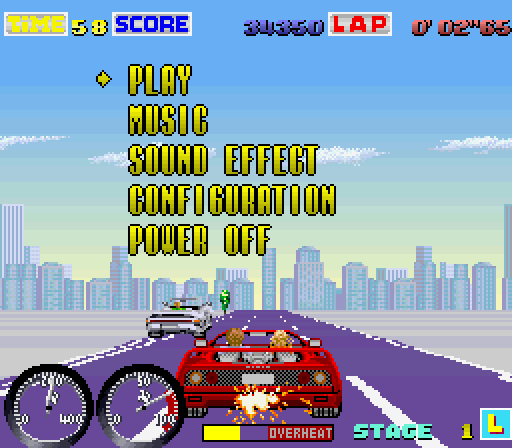 TIME 58 SCORE 34350 LAP 0'02"65
PLAY
MUSIC
SOUND EFFECT
CONFIGURATION
POWER OFF
OVERHEAT STAGE 1 L